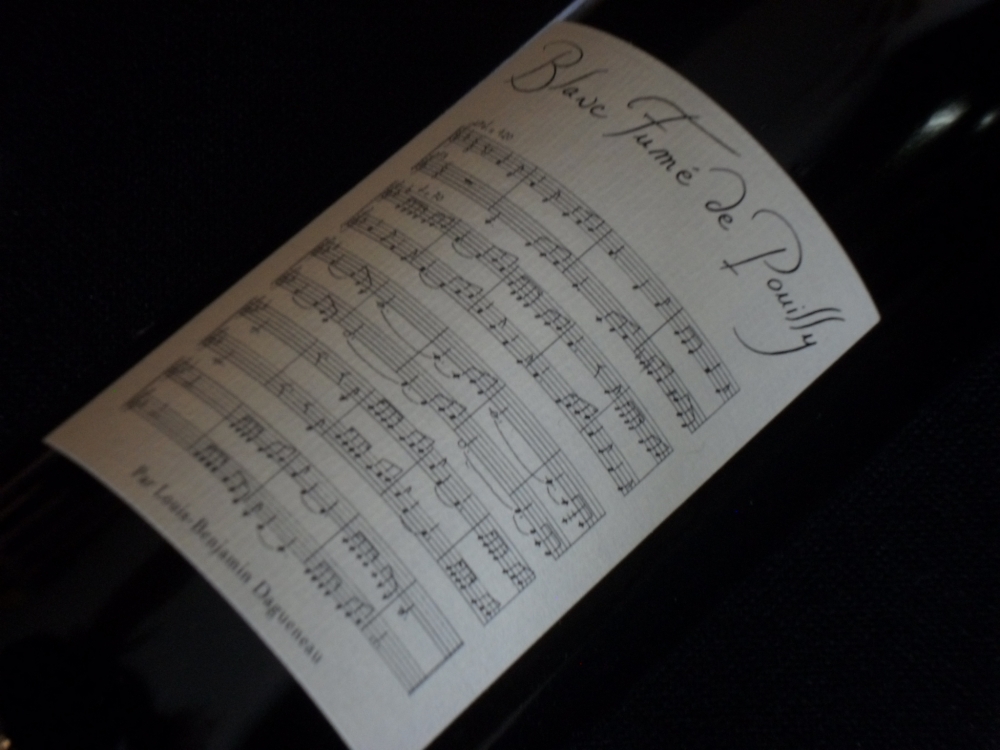 Blanc Fumé de Pouilly
Par Louis-Benjamin Dagueneau